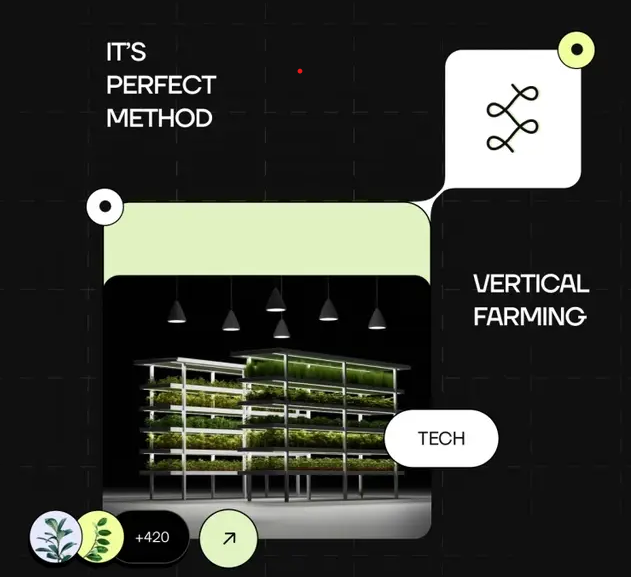 IT'S
PERFECT
METHOD
VERTICAL
FARMING
TECH
+420